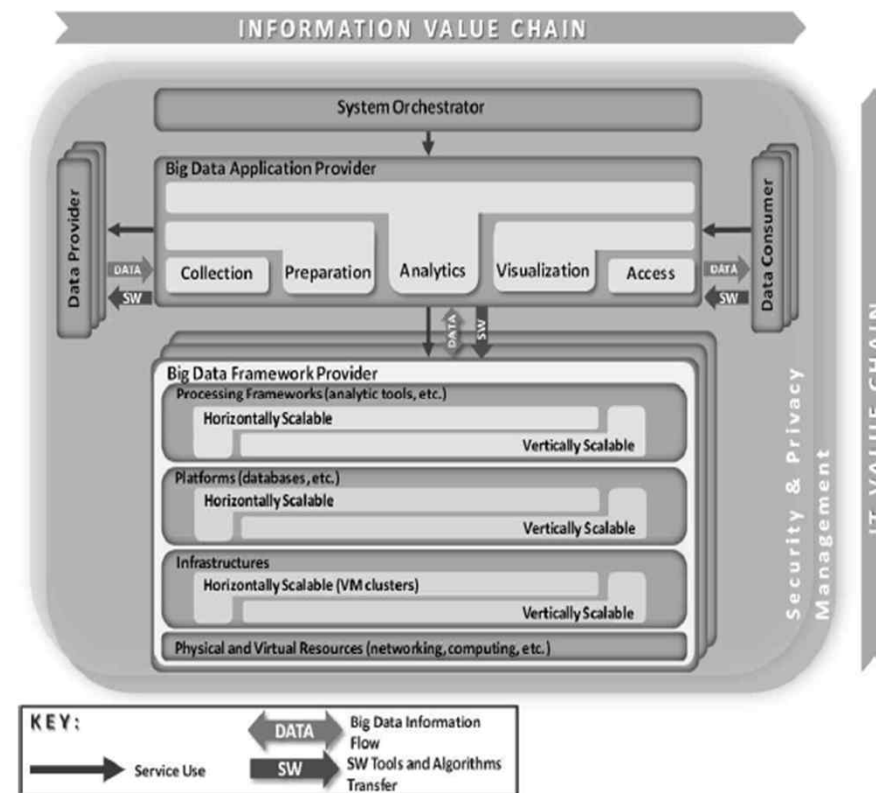 INFORMATION VALUE CHAIN
System Orchestrator
Big Data Application Provider
Data Provider
DATA
SW
Collection
Preparation
Analytics
Visualization
Access
DATA
SW
Data Consumer
DATA
SW
Big Data Framework Provider
Processing Frameworks (analytic tools, etc.)
Horizontally Scalable
Vertically Scalable
Platforms (databases, etc.)
Horizontally Scalable
Vertically Scalable
Infrastructures
Horizontally Scalable (VM clusters)
Vertically Scalable
Physical and Virtual Resources (networking, computing, etc.)
Security & Privacy
Management
IT VALUE CHAIN
KEY:
Service Use
DATA
Big Data Information
Flow
SW
SW Tools and Algorithms
Transfer